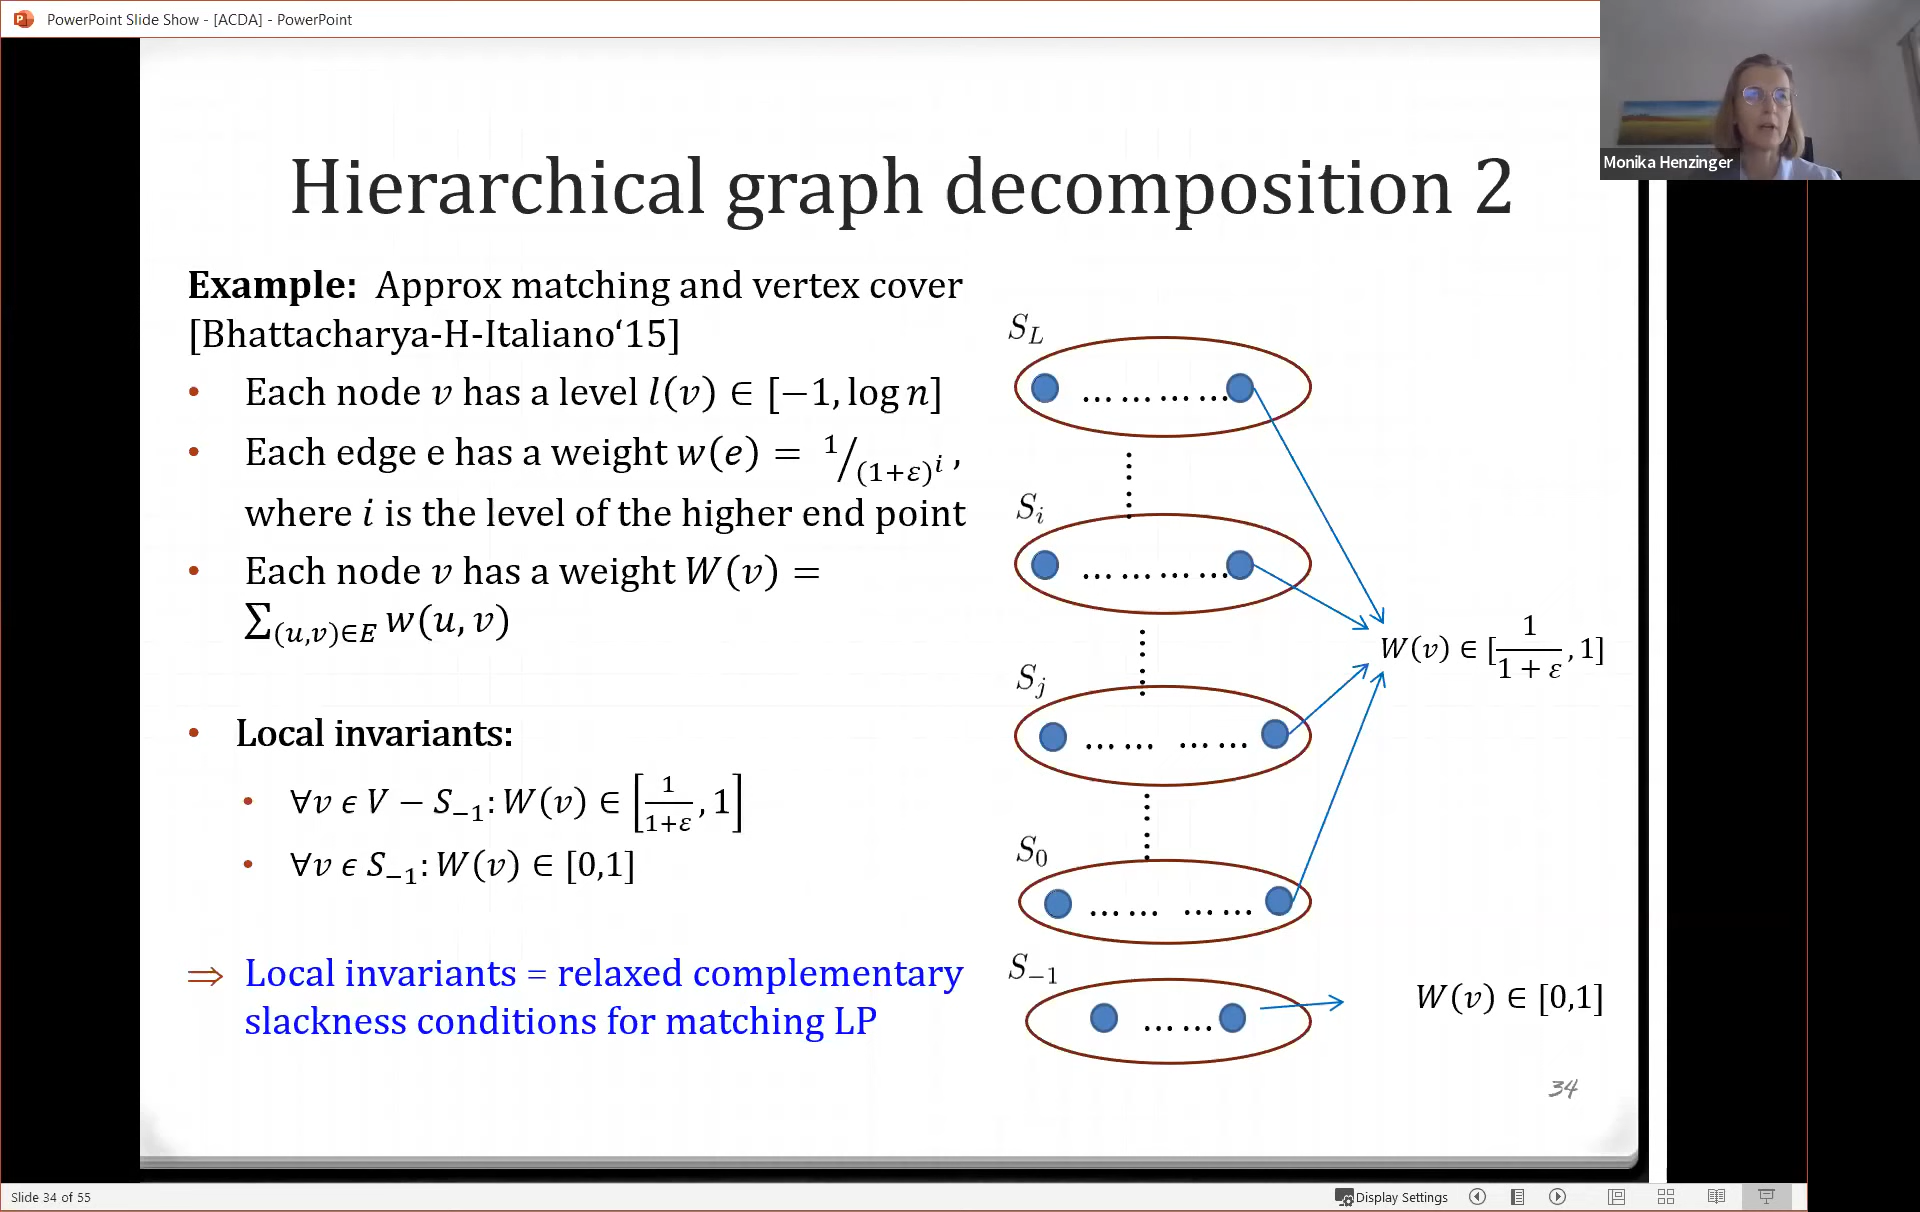 PowerPoint Slide Show - [ACDA] - PowerPoint
Monika Henzinger
Hierarchical graph decomposition 2
Example: Approx matching and vertex cover
[Bhattacharya-H-Italiano‘15]
• Each node v has a level l(v) ∈ [−1, log n]
• Each edge e has a weight w(e) = 1/(1+ε)^i ,
where i is the level of the higher end point
• Each node v has a weight W(v) =
∑_(u,v)∈E w(u, v)
• Local invariants:
• ∀v ϵ V − S_−1: W(v) ∈ [1/(1+ε), 1]
• ∀v ϵ S_−1: W(v) ∈ [0,1]
⇒ Local invariants = relaxed complementary
slackness conditions for matching LP
S_L
S_i
S_j
S_0
S_−1
W(v) ∈ [1/(1 + ε), 1]
W(v) ∈ [0,1]
34
Slide 34 of 55
Display Settings